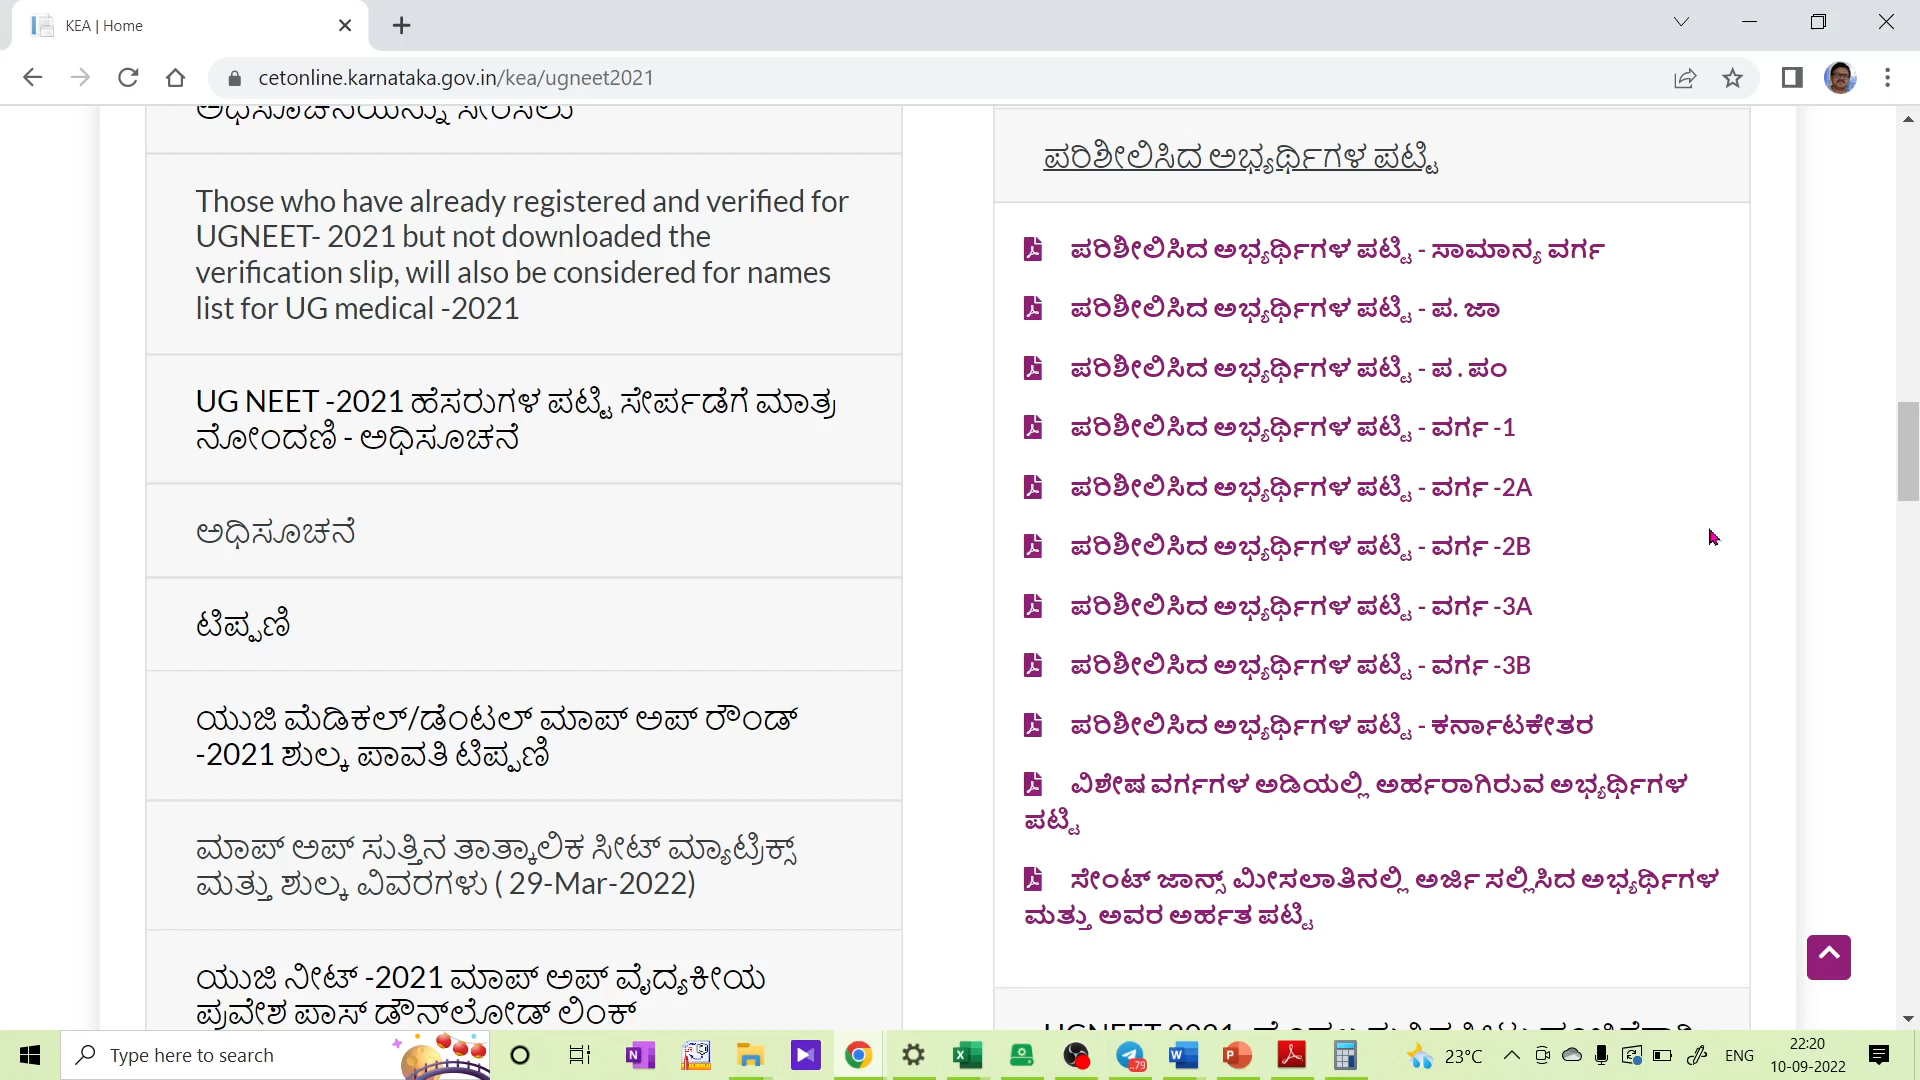 KEA | Home
cetonline.karnataka.gov.in/kea/ugneet2021
ಅಧಿಸೂಚನೆಯನ್ನು ಸೇರಿಸಲು
Those who have already registered and verified for
UGNEET- 2021 but not downloaded the
verification slip, will also be considered for names
list for UG medical -2021
UG NEET -2021 ಹೆಸರುಗಳ ಪಟ್ಟಿ ಸೇರ್ಪಡೆಗೆ ಮಾತ್ರ
ನೋಂದಣಿ - ಅಧಿಸೂಚನೆ
ಅಧಿಸೂಚನೆ
ಟಿಪ್ಪಣಿ
ಯುಜಿ ಮೆಡಿಕಲ್/ಡೆಂಟಲ್ ಮಾಪ್ ಅಪ್ ರೌಂಡ್
-2021 ಶುಲ್ಕ ಪಾವತಿ ಟಿಪ್ಪಣಿ
ಮಾಪ್ ಅಪ್ ಸುತ್ತಿನ ತಾತ್ಕಾಲಿಕ ಸೀಟ್ ಮ್ಯಾಟ್ರಿಕ್ಸ್
ಮತ್ತು ಶುಲ್ಕ ವಿವರಗಳು ( 29-Mar-2022)
ಯುಜಿ ನೀಟ್ -2021 ಮಾಪ್ ಅಪ್ ವೈದ್ಯಕೀಯ
ಪ್ರವೇಶ ಪಾಸ್ ಡೌನ್‌ಲೋಡ್ ಲಿಂಕ್
ಪರಿಶೀಲಿಸಿದ ಅಭ್ಯರ್ಥಿಗಳ ಪಟ್ಟಿ
ಪರಿಶೀಲಿಸಿದ ಅಭ್ಯರ್ಥಿಗಳ ಪಟ್ಟಿ - ಸಾಮಾನ್ಯ ವರ್ಗ
ಪರಿಶೀಲಿಸಿದ ಅಭ್ಯರ್ಥಿಗಳ ಪಟ್ಟಿ - ಪ. ಜಾ
ಪರಿಶೀಲಿಸಿದ ಅಭ್ಯರ್ಥಿಗಳ ಪಟ್ಟಿ - ಪ . ಪಂ
ಪರಿಶೀಲಿಸಿದ ಅಭ್ಯರ್ಥಿಗಳ ಪಟ್ಟಿ - ವರ್ಗ -1
ಪರಿಶೀಲಿಸಿದ ಅಭ್ಯರ್ಥಿಗಳ ಪಟ್ಟಿ - ವರ್ಗ -2A
ಪರಿಶೀಲಿಸಿದ ಅಭ್ಯರ್ಥಿಗಳ ಪಟ್ಟಿ - ವರ್ಗ -2B
ಪರಿಶೀಲಿಸಿದ ಅಭ್ಯರ್ಥಿಗಳ ಪಟ್ಟಿ - ವರ್ಗ -3A
ಪರಿಶೀಲಿಸಿದ ಅಭ್ಯರ್ಥಿಗಳ ಪಟ್ಟಿ - ವರ್ಗ -3B
ಪರಿಶೀಲಿಸಿದ ಅಭ್ಯರ್ಥಿಗಳ ಪಟ್ಟಿ - ಕರ್ನಾಟಕೇತರ
ವಿಶೇಷ ವರ್ಗಗಳ ಅಡಿಯಲ್ಲಿ ಅರ್ಹರಾಗಿರುವ ಅಭ್ಯರ್ಥಿಗಳ
ಪಟ್ಟಿ
ಸೇಂಟ್ ಜಾನ್ಸ್ ಮೀಸಲಾತಿನಲ್ಲಿ ಅರ್ಜಿ ಸಲ್ಲಿಸಿದ ಅಭ್ಯರ್ಥಿಗಳ
ಮತ್ತು ಅವರ ಅರ್ಹತ ಪಟ್ಟಿ
Type here to search
.79
23°C
ENG
22:20
10-09-2022